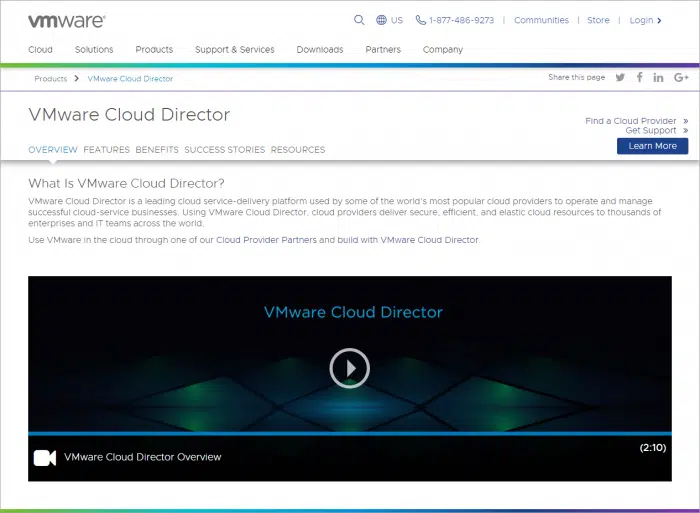 vmware®
US
1-877-486-9273 | Communities | Store | Login
Cloud Solutions Products Support & Services Downloads Partners Company
Products VMware Cloud Director
Share this page
G+
VMware Cloud Director
Find a Cloud Provider »
Get Support »
Learn More
OVERVIEW FEATURES BENEFITS SUCCESS STORIES RESOURCES
What Is VMware Cloud Director?
VMware Cloud Director is a leading cloud service-delivery platform used by some of the world's most popular cloud providers to operate and manage
successful cloud-service businesses. Using VMware Cloud Director, cloud providers deliver secure, efficient, and elastic cloud resources to thousands of
enterprises and IT teams across the world.
Use VMware in the cloud through one of our Cloud Provider Partners and build with VMware Cloud Director.
VMware Cloud Director
VMware Cloud Director Overview
(2:10)